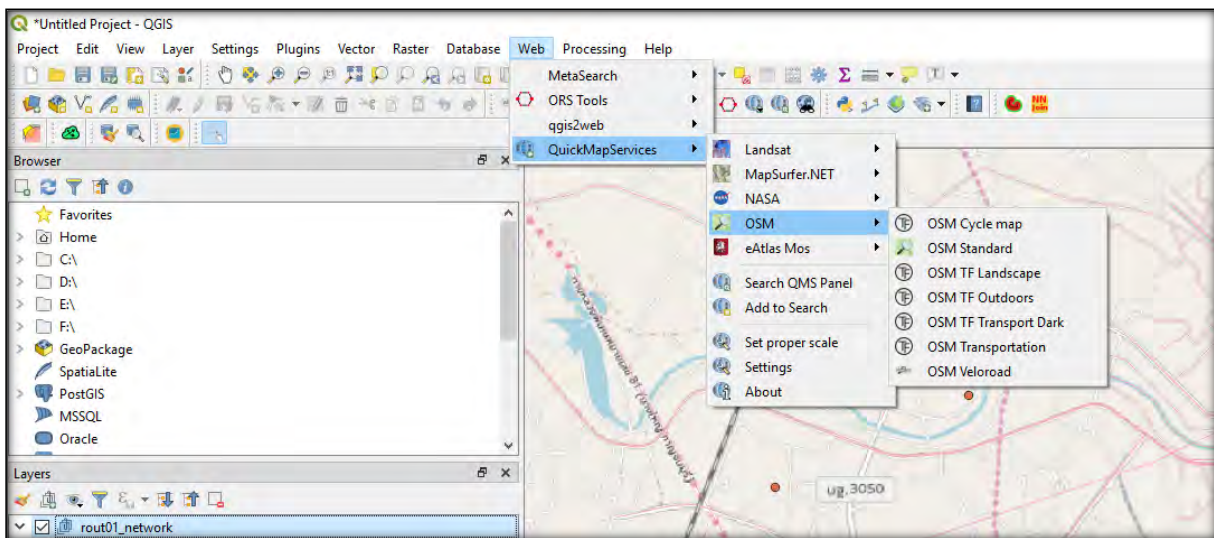 *Untitled Project - QGIS
Project Edit View Layer Settings Plugins Vector Raster Database Web Processing Help
MetaSearch
ORS Tools
qgis2web
QuickMapServices
Landsat
MapSurfer.NET
NASA
OSM
eAtlas Mos
Search QMS Panel
Add to Search
Set proper scale
Settings
About
OSM Cycle map
OSM Standard
OSM TF Landscape
OSM TF Outdoors
OSM TF Transport Dark
OSM Transportation
OSM Veloroad
NN
Join
Browser
Favorites
Home
C:\
D:\
E:\
F:\
GeoPackage
SpatiaLite
PostGIS
MSSQL
Oracle
Layers
rout01_network
3050